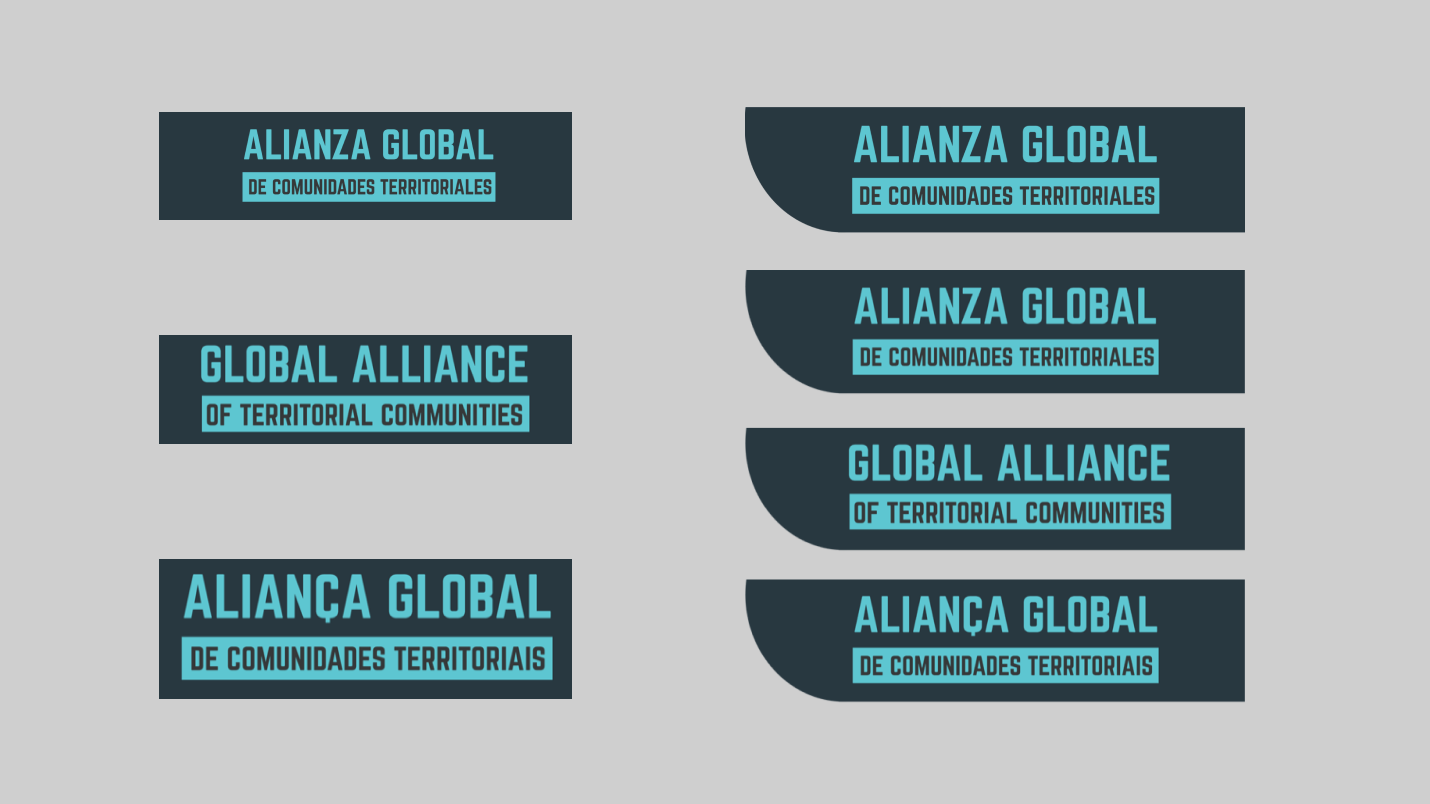 ALIANZA GLOBAL
DE COMUNIDADES TERRITORIALES
GLOBAL ALLIANCE
OF TERRITORIAL COMMUNITIES
ALIANÇA GLOBAL
DE COMUNIDADES TERRITORIAIS
ALIANZA GLOBAL
DE COMUNIDADES TERRITORIALES
ALIANZA GLOBAL
DE COMUNIDADES TERRITORIALES
GLOBAL ALLIANCE
OF TERRITORIAL COMMUNITIES
ALIANÇA GLOBAL
DE COMUNIDADES TERRITORIAIS